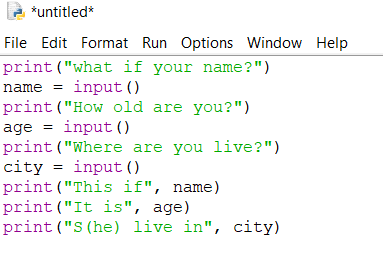 *untitled*
File Edit Format Run Options Window Help
print("what if your name?")
name = input()
print("How old are you?")
age = input()
print("Where are you live?")
city = input()
print("This if", name)
print("It is", age)
print("S(he) live in", city)